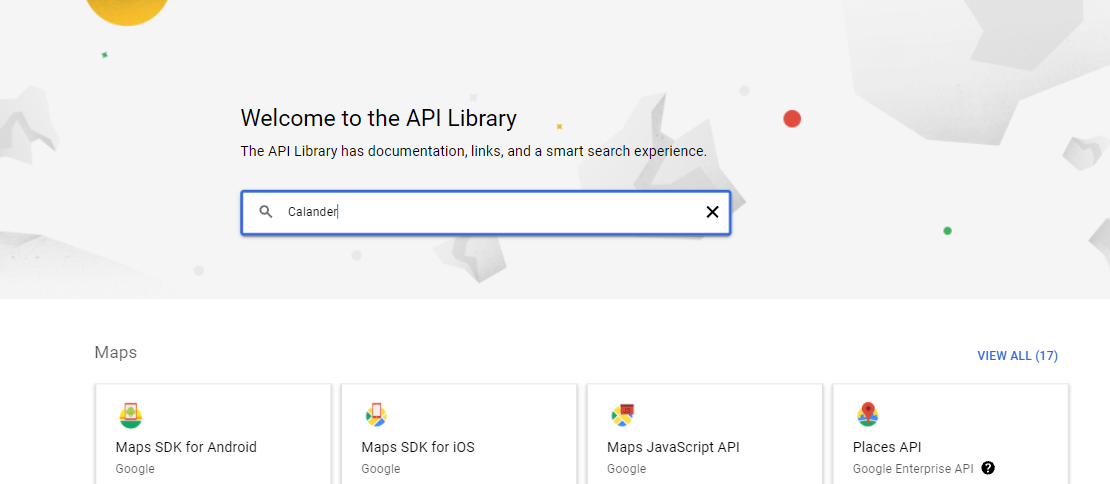 Welcome to the API Library
The API Library has documentation, links, and a smart search experience.
Calander
Maps
VIEW ALL (17)
Maps SDK for Android
Google
Maps SDK for iOS
Google
Maps JavaScript API
Google
Places API
Google Enterprise API ?